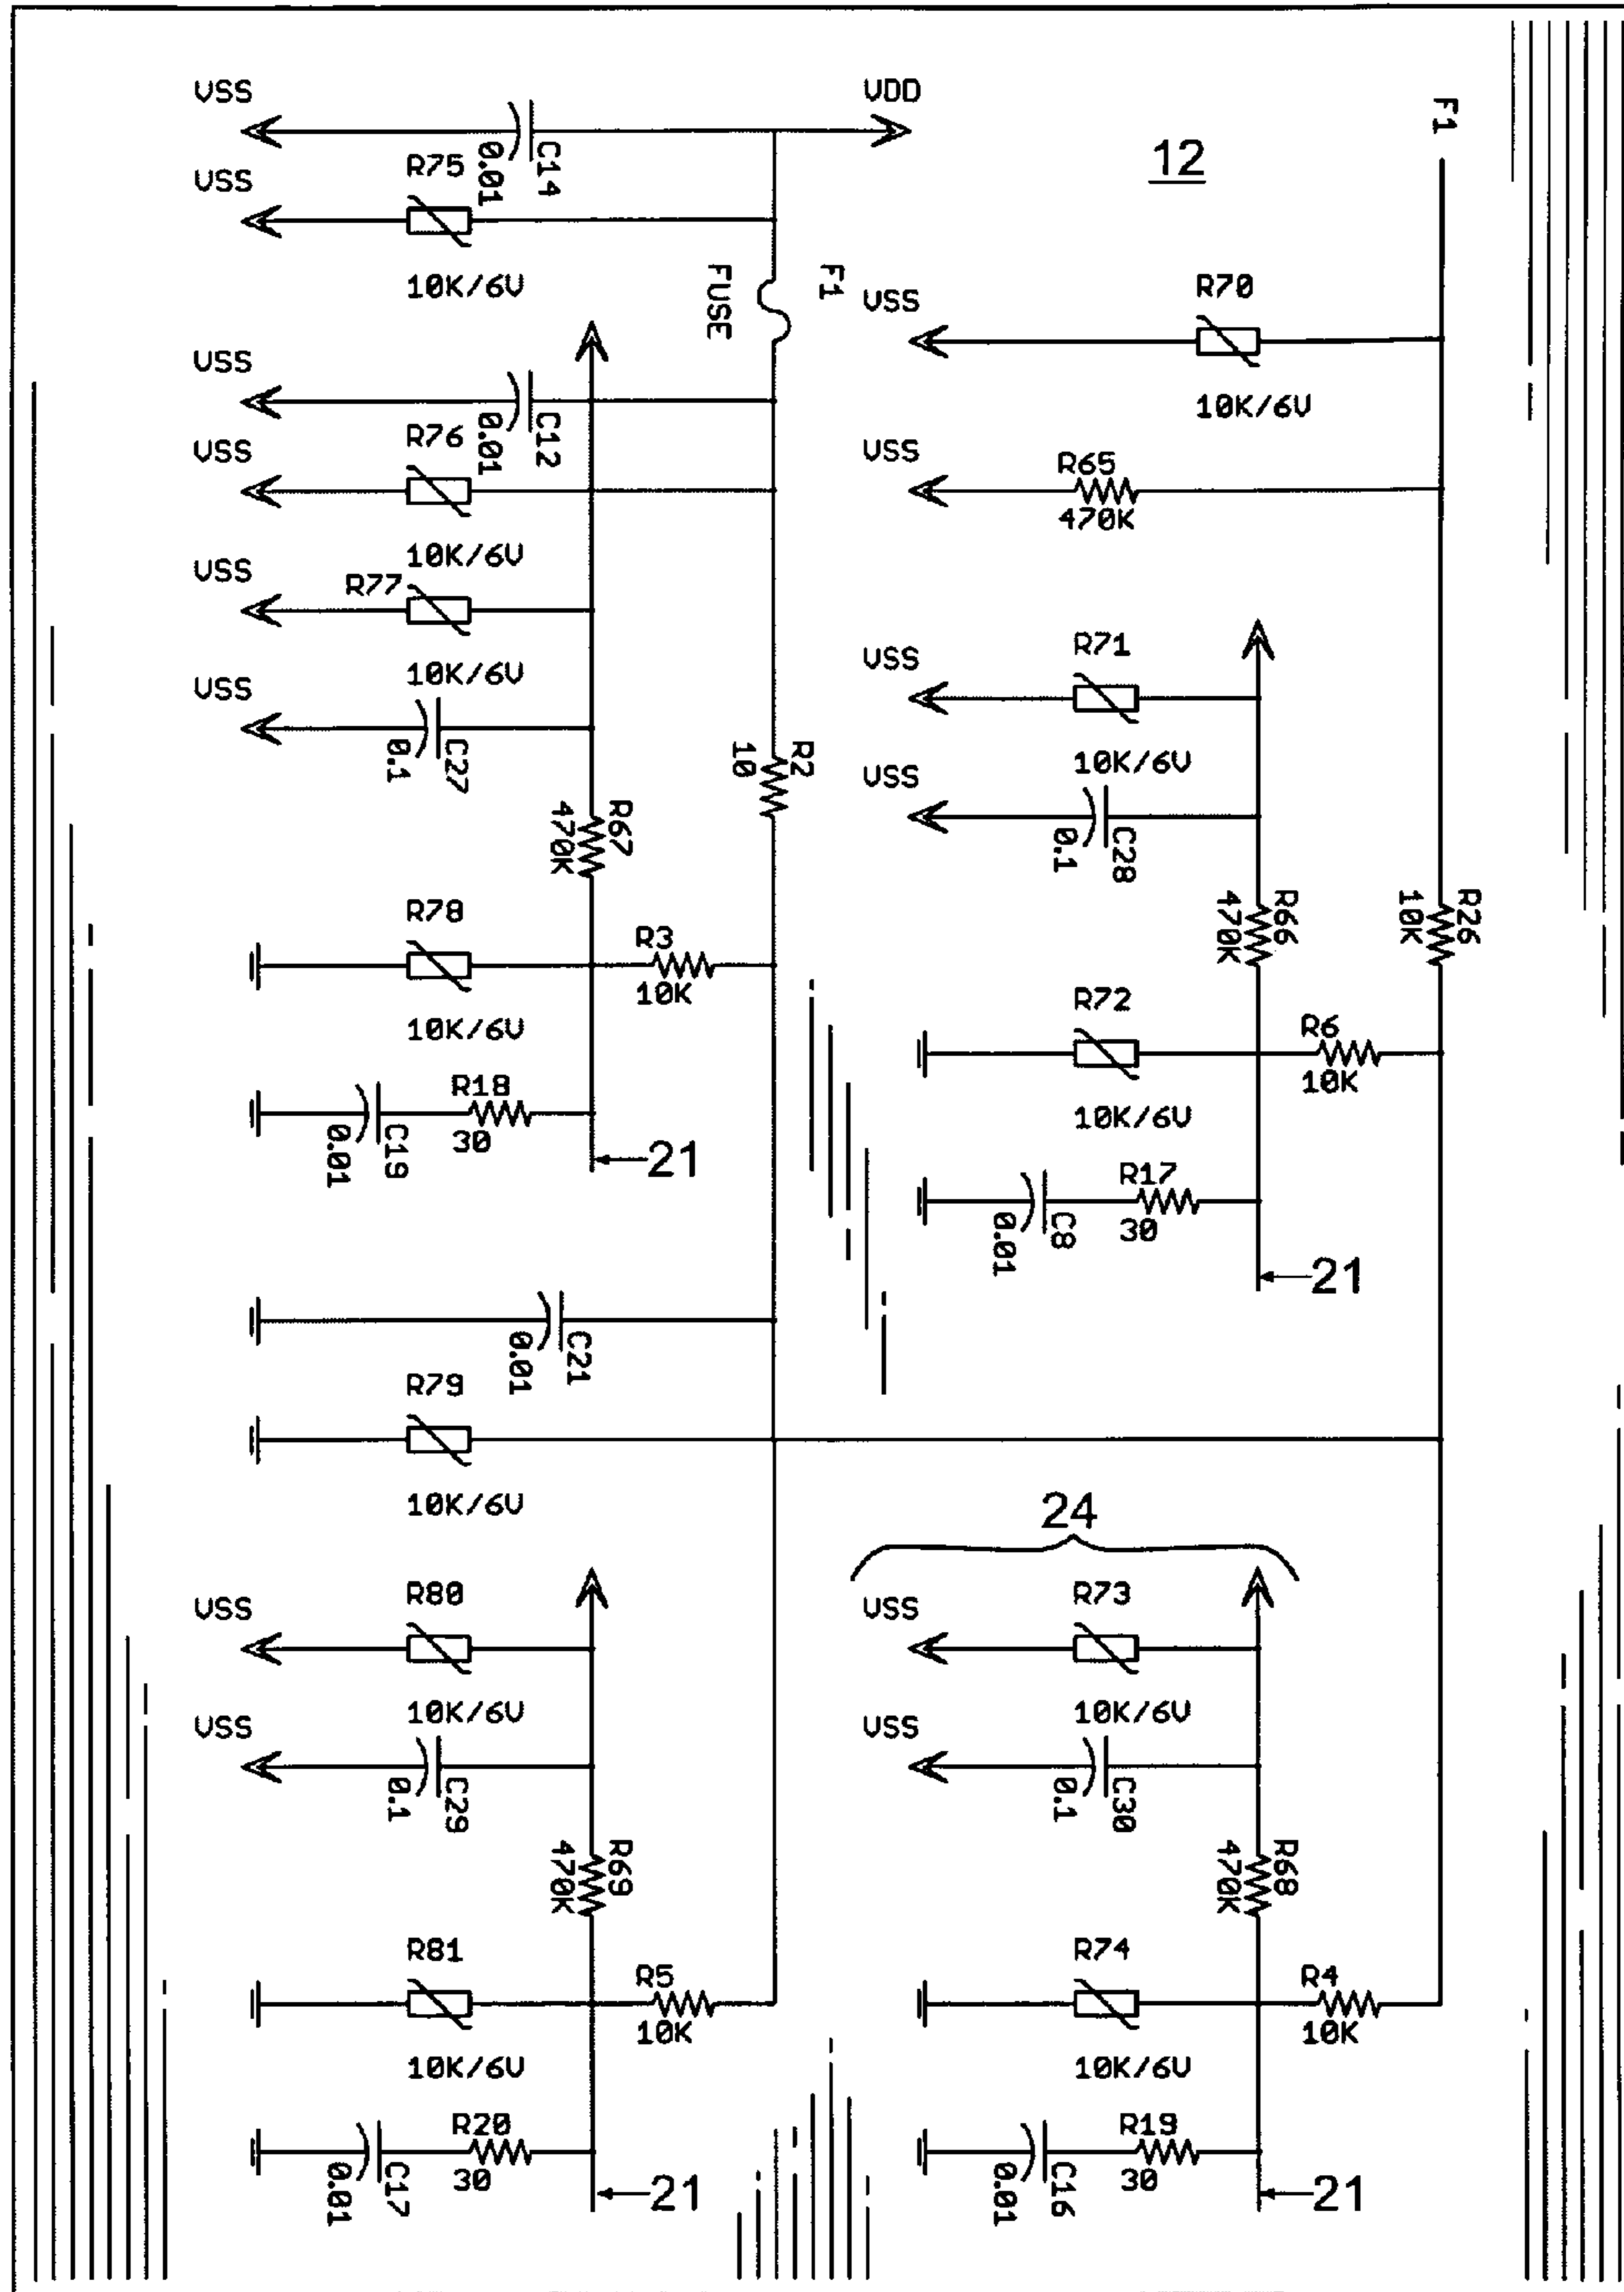 VSS
VDD
F1
12
C14
0.01
VSS
R75
10K/6V
FUSE
F1
VSS
R70
10K/6V
VSS
C12
0.01
VSS
R76
10K/6V
VSS
R65
470K
VSS
R77
10K/6V
VSS
R71
10K/6V
VSS
C27
0.1
R2
10
VSS
C28
0.1
R67
470K
R66
470K
R26
10K
R78
10K/6V
R3
10K
R72
10K/6V
R6
10K
R18
30
C19
0.01
21
R17
30
C8
0.01
21
C21
0.01
R79
10K/6V
24
VSS
R80
10K/6V
VSS
R73
10K/6V
VSS
C29
0.1
VSS
C30
0.1
R69
470K
R68
470K
R81
10K/6V
R5
10K
R74
10K/6V
R4
10K
R20
30
C17
0.01
21
R19
30
C16
0.01
21